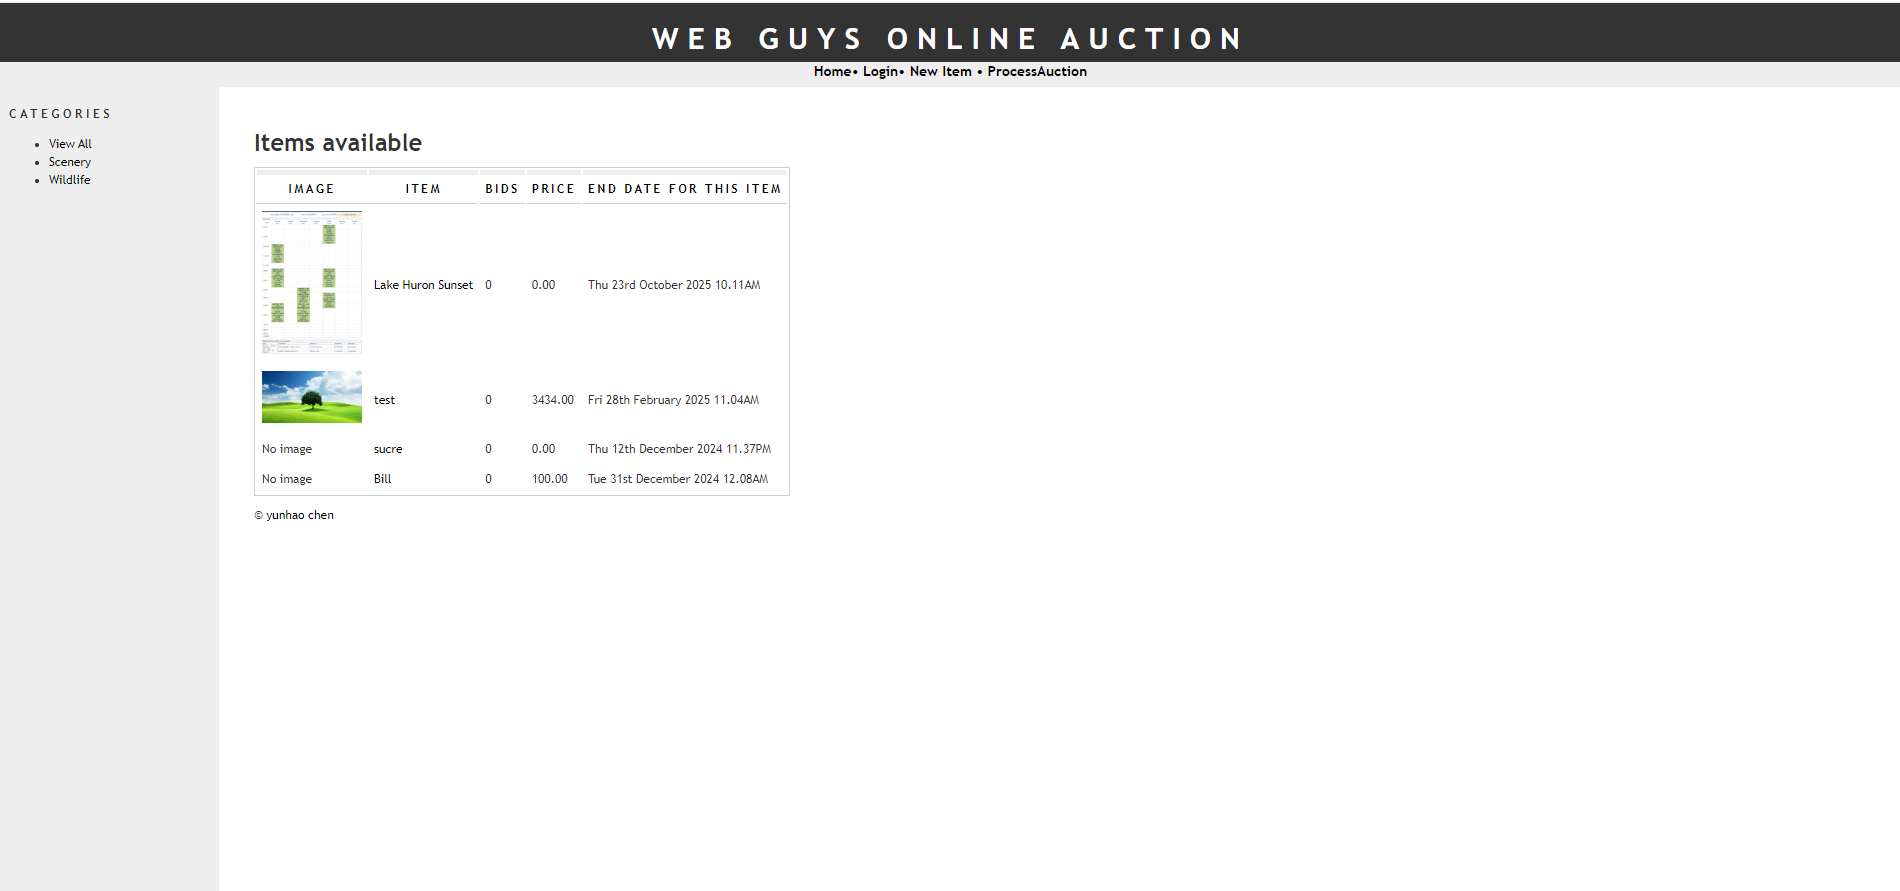 WEB GUYS ONLINE AUCTION
Home• Login• New Item • ProcessAuction
CATEGORIES
• View All
• Scenery
• Wildlife
Items available
IMAGE ITEM BIDS PRICE END DATE FOR THIS ITEM
Lake Huron Sunset 0 0.00 Thu 23rd October 2025 10.11AM
test 0 3434.00 Fri 28th February 2025 11.04AM
No image sucre 0 0.00 Thu 12th December 2024 11.37PM
No image Bill 0 100.00 Tue 31st December 2024 12.08AM
© yunhao chen